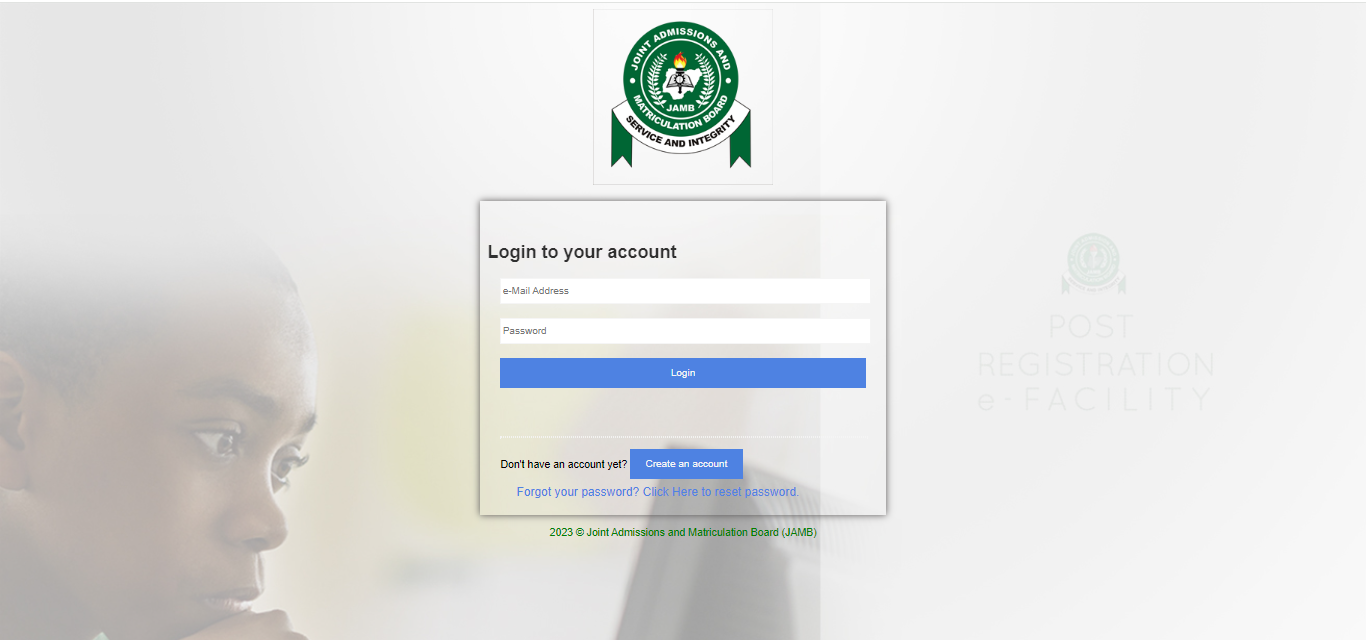 JOINT ADMISSIONS AND
MATRICULATION BOARD
JAMB
SERVICE AND INTEGRITY
Login to your account
e-Mail Address
Password
Login
POST
REGISTRATION
e-FACILITY
Don't have an account yet? Create an account
Forgot your password? Click Here to reset password.
2023 © Joint Admissions and Matriculation Board (JAMB)